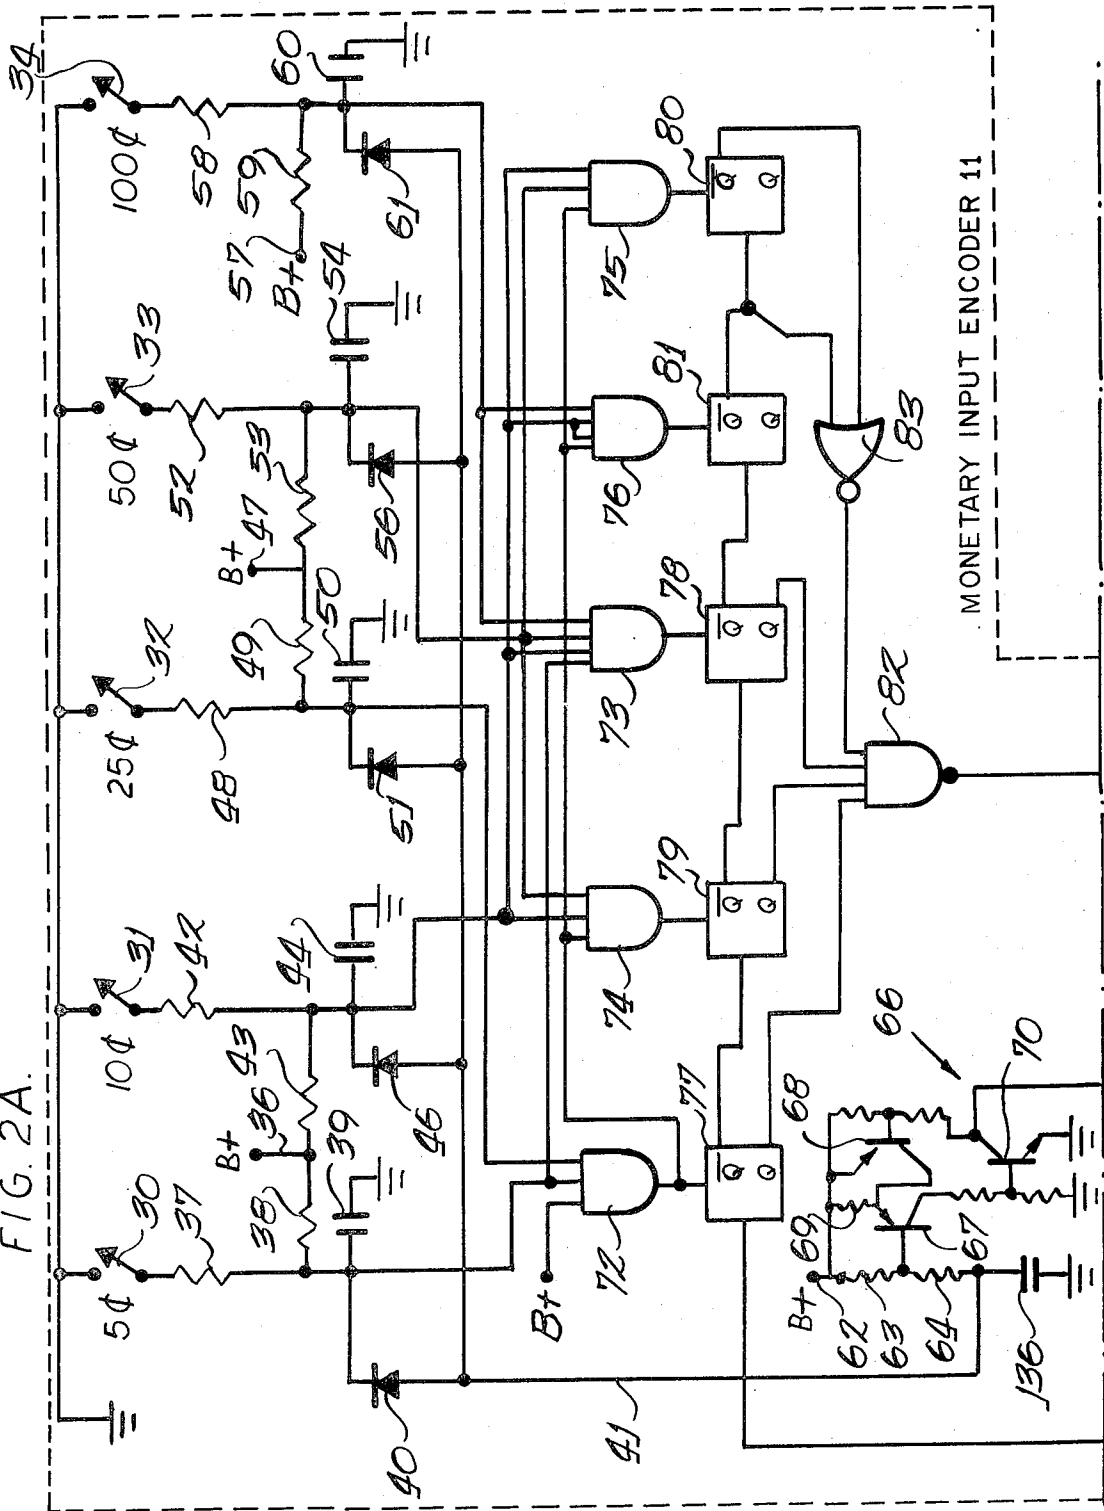 FIG. 2A.
5¢ 10¢ 25¢ 50¢ 100¢
30 31 32 33 34
37 42 48 52 58
B+ B+ B+
36 47 57
38 43 49 53 59
39 44 50 54 60
40 46 51 56 61
41
B+
72 74 73 76 75
77 79 78 81 80
Q̅ Q̅ Q̅ Q̅ Q̅
Q Q Q Q Q
83
82
66
B+
62 69 68
63 67 70
64
136
MONETARY INPUT ENCODER 11